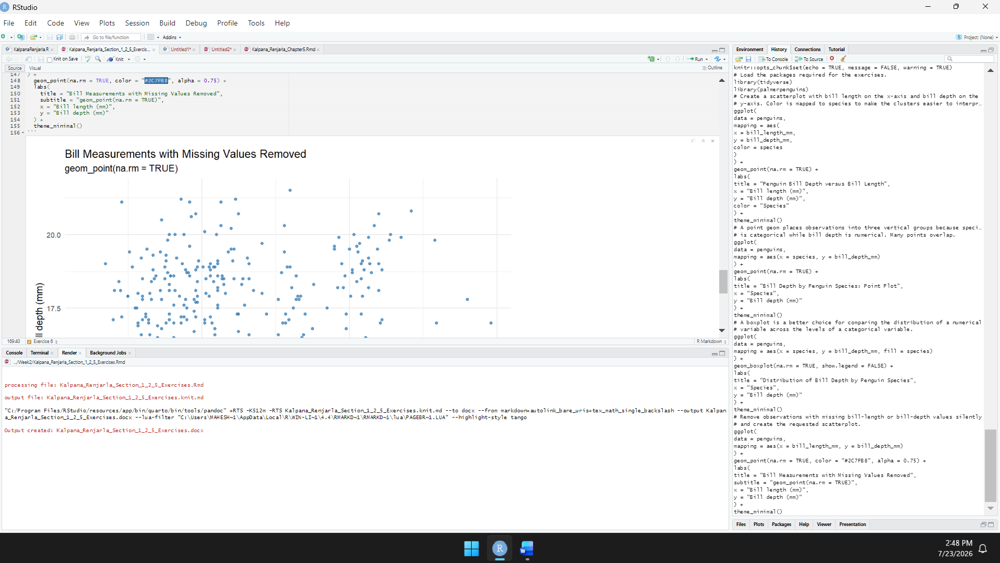 RStudio
File Edit Code View Plots Session Build Debug Profile Tools Help
Go to file/function Addins Project: (None)
KalpanaRenjarla.R Kalpana_Renjarla_Section_1_2_5_Exercis... Untitled1* Untitled2* Kalpana_Renjarla_Chapter5.Rmd
Knit on Save Knit Run
Source Visual Outline
147 ) +
148 geom_point(na.rm = TRUE, color = "#2C7FB8", alpha = 0.75) +
149 labs(
150 title = "Bill Measurements with Missing Values Removed",
151 subtitle = "geom_point(na.rm = TRUE)",
152 x = "Bill length (mm)",
153 y = "Bill depth (mm)"
154 ) +
155 theme_minimal()
156 ```
Bill Measurements with Missing Values Removed
geom_point(na.rm = TRUE)
20.0
17.5
ll depth (mm)
169:40 Exercise 6 R Markdown
Console Terminal Render Background Jobs
.../Week2/Kalpana_Renjarla_Section_1_2_5_Exercises.Rmd
processing file: Kalpana_Renjarla_Section_1_2_5_Exercises.Rmd
output file: Kalpana_Renjarla_Section_1_2_5_Exercises.knit.md
"C:/Program Files/RStudio/resources/app/bin/quarto/bin/tools/pandoc" +RTS -K512m -RTS Kalpana_Renjarla_Section_1_2_5_Exercises.knit.md --to docx --from markdown+autolink_bare_uris+tex_math_single_backslash --output Kalpan
a_Renjarla_Section_1_2_5_Exercises.docx --lua-filter "C:\Users\MAHESH~1\AppData\Local\R\WIN-LI~1\4.4\RMARKD~1\RMARKD~1\lua\PAGEBR~1.LUA" --highlight-style tango
Output created: Kalpana_Renjarla_Section_1_2_5_Exercises.docx
Environment History Connections Tutorial
To Console To Source
knitr::opts_chunk$set(echo = TRUE, message = FALSE, warning = TRUE)
# Load the packages required for the exercises.
library(tidyverse)
library(palmerpenguins)
# Create a scatterplot with bill length on the x-axis and bill depth on the
# y-axis. Color is mapped to species to make the clusters easier to interpr…
ggplot(
data = penguins,
mapping = aes(
x = bill_length_mm,
y = bill_depth_mm,
color = species
)
) +
geom_point(na.rm = TRUE) +
labs(
title = "Penguin Bill Depth versus Bill Length",
x = "Bill length (mm)",
y = "Bill depth (mm)",
color = "Species"
) +
theme_minimal()
# A point geom places observations into three vertical groups because speci…
# is categorical while bill depth is numerical. Many points overlap.
ggplot(
data = penguins,
mapping = aes(x = species, y = bill_depth_mm)
) +
geom_point(na.rm = TRUE) +
labs(
title = "Bill Depth by Penguin Species: Point Plot",
x = "Species",
y = "Bill depth (mm)"
) +
theme_minimal()
# A boxplot is a better choice for comparing the distribution of a numerical
# variable across the levels of a categorical variable.
ggplot(
data = penguins,
mapping = aes(x = species, y = bill_depth_mm, fill = species)
) +
geom_boxplot(na.rm = TRUE, show.legend = FALSE) +
labs(
title = "Distribution of Bill Depth by Penguin Species",
x = "Species",
y = "Bill depth (mm)"
) +
theme_minimal()
# Remove observations with missing bill-length or bill-depth values silently
# and create the requested scatterplot.
ggplot(
data = penguins,
mapping = aes(x = bill_length_mm, y = bill_depth_mm)
) +
geom_point(na.rm = TRUE, color = "#2C7FB8", alpha = 0.75) +
labs(
title = "Bill Measurements with Missing Values Removed",
subtitle = "geom_point(na.rm = TRUE)",
x = "Bill length (mm)",
y = "Bill depth (mm)"
) +
theme_minimal()
Files Plots Packages Help Viewer Presentation
2:48 PM
7/23/2026